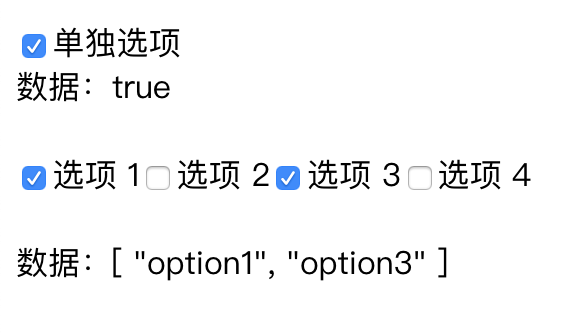 单独选项
数据：true
选项 1 选项 2 选项 3 选项 4
数据：[ "option1", "option3" ]